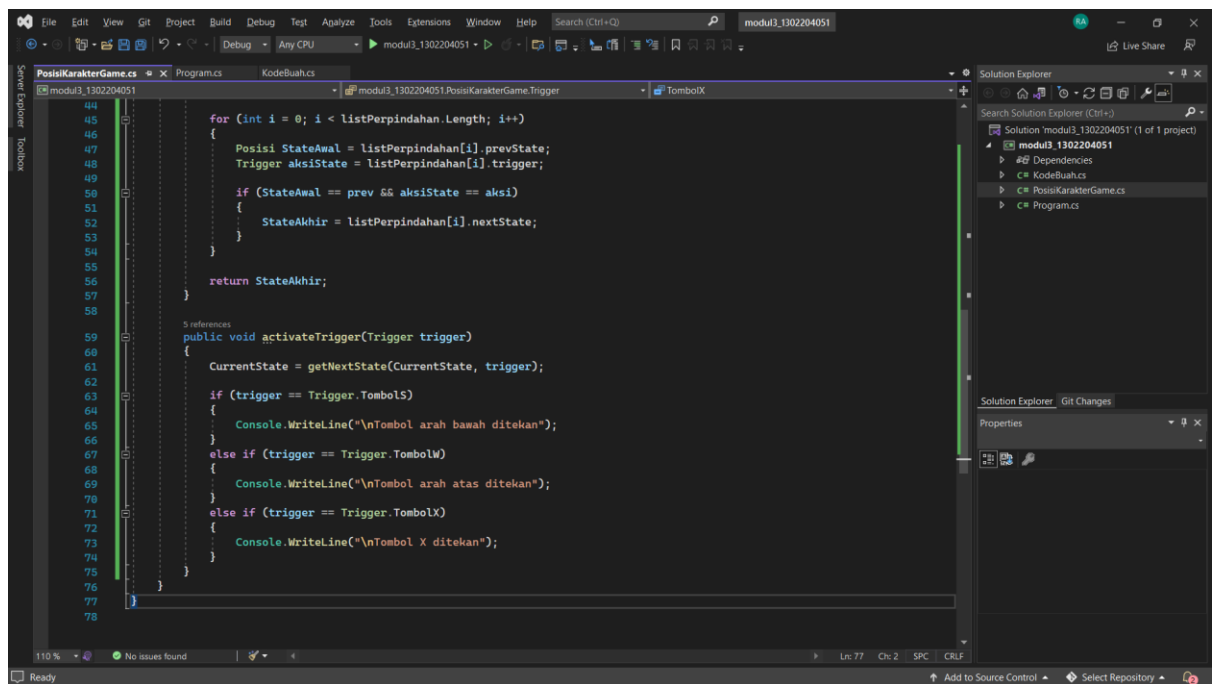 File Edit View Git Project Build Debug Test Analyze Tools Extensions Window Help Search (Ctrl+Q) modul3_1302204051 RA
Debug Any CPU modul3_1302204051 Live Share
Server Explorer
Toolbox
PosisiKarakterGame.cs Program.cs KodeBuah.cs
modul3_1302204051 modul3_1302204051.PosisiKarakterGame.Trigger TombolX
44
45 for (int i = 0; i < listPerpindahan.Length; i++)
46 {
47 Posisi StateAwal = listPerpindahan[i].prevState;
48 Trigger aksiState = listPerpindahan[i].trigger;
49
50 if (StateAwal == prev && aksiState == aksi)
51 {
52 StateAkhir = listPerpindahan[i].nextState;
53 }
54 }
55
56 return StateAkhir;
57 }
58
5 references
59 public void activateTrigger(Trigger trigger)
60 {
61 CurrentState = getNextState(CurrentState, trigger);
62
63 if (trigger == Trigger.TombolS)
64 {
65 Console.WriteLine("\nTombol arah bawah ditekan");
66 }
67 else if (trigger == Trigger.TombolW)
68 {
69 Console.WriteLine("\nTombol arah atas ditekan");
70 }
71 else if (trigger == Trigger.TombolX)
72 {
73 Console.WriteLine("\nTombol X ditekan");
74 }
75 }
76 }
77 }
78
110 % No issues found Ln: 77 Ch: 2 SPC CRLF
Solution Explorer
Search Solution Explorer (Ctrl+;)
Solution 'modul3_1302204051' (1 of 1 project)
modul3_1302204051
Dependencies
C# KodeBuah.cs
C# PosisiKarakterGame.cs
C# Program.cs
Solution Explorer Git Changes
Properties
Ready Add to Source Control Select Repository